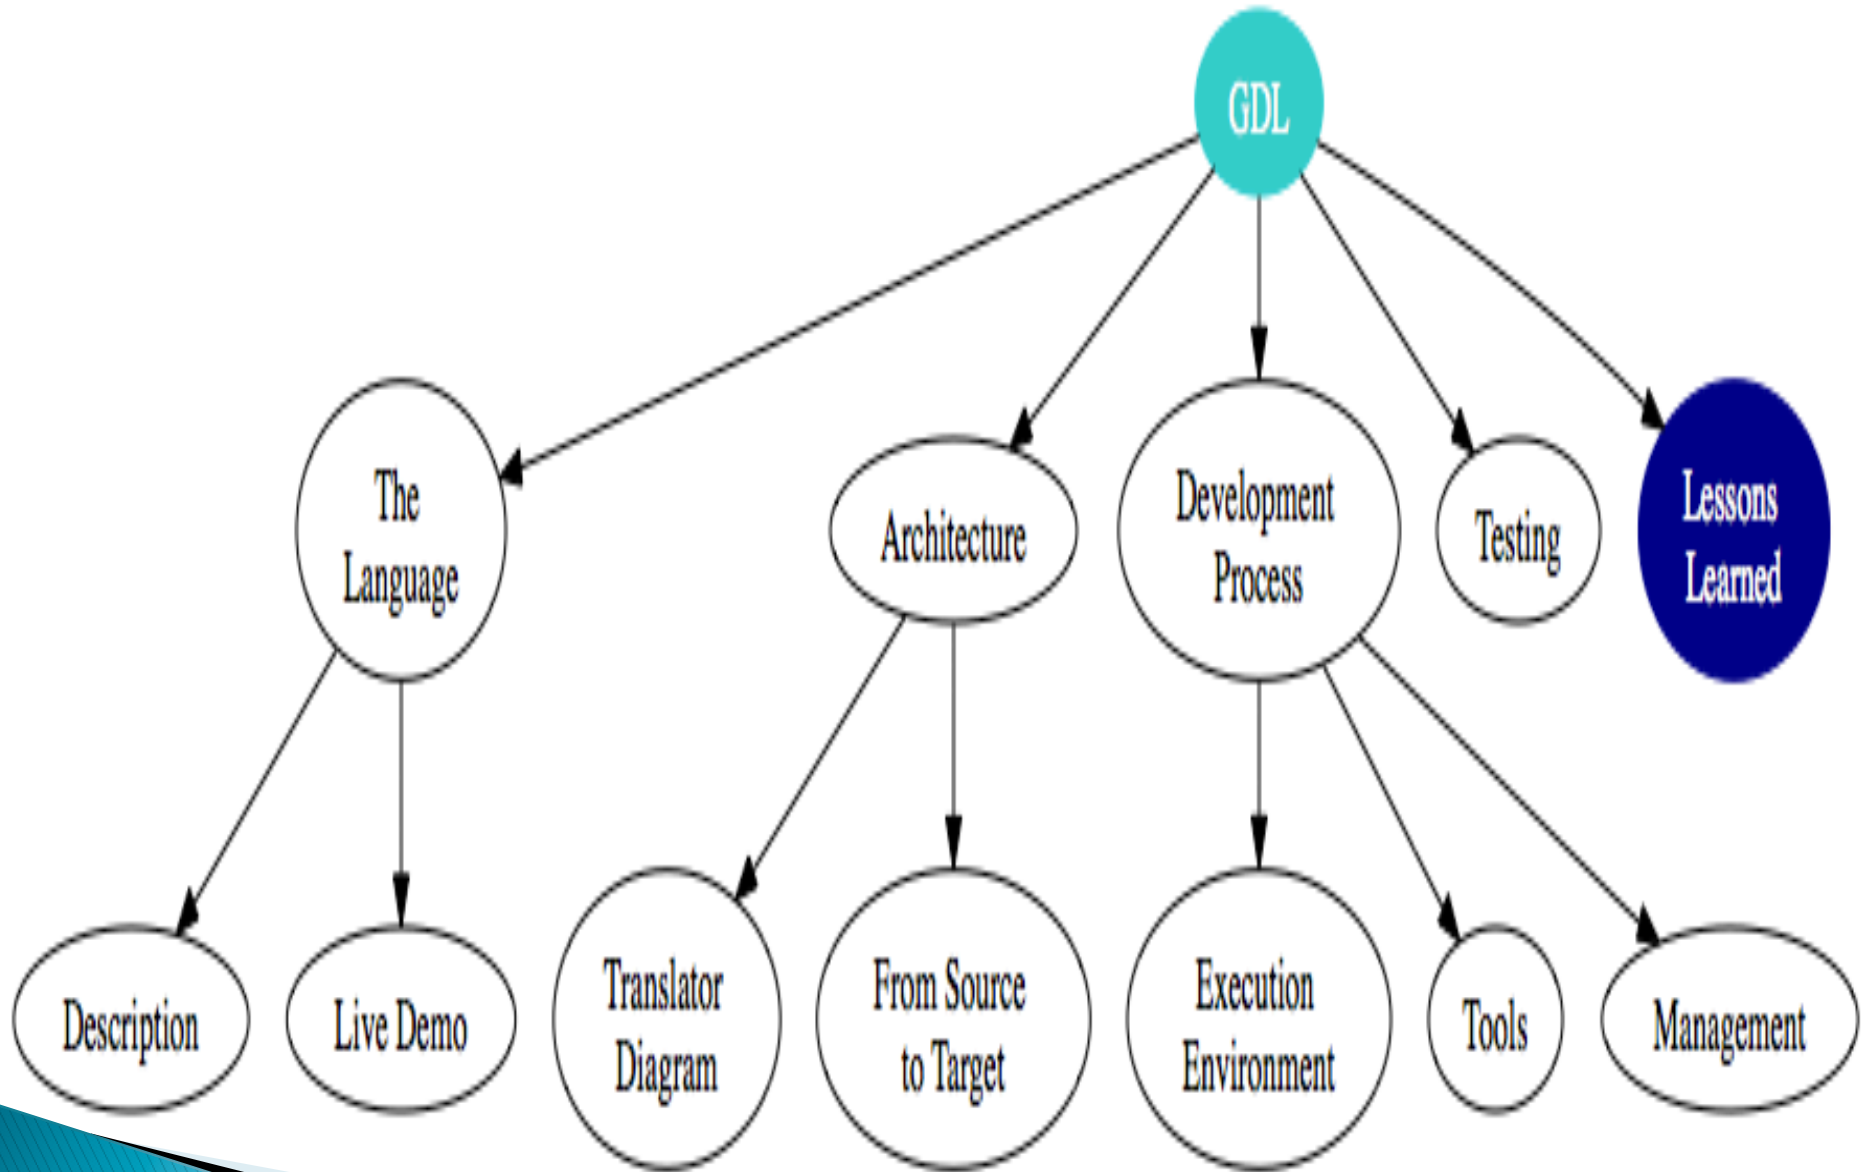 GDL
The
Language
Architecture
Development
Process
Testing
Lessons
Learned
Description
Live Demo
Translator
Diagram
From Source
to Target
Execution
Environment
Tools
Management